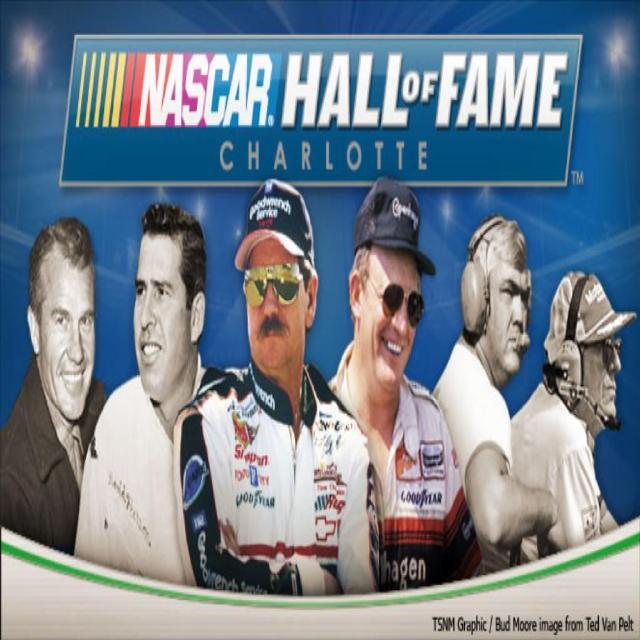 NASCAR. HALL OF FAME
CHARLOTTE
TM
Goodwrench
Service
GOODYEAR
GOODYEAR
hagen
TSNM Graphic / Bud Moore image from Ted Van Pelt